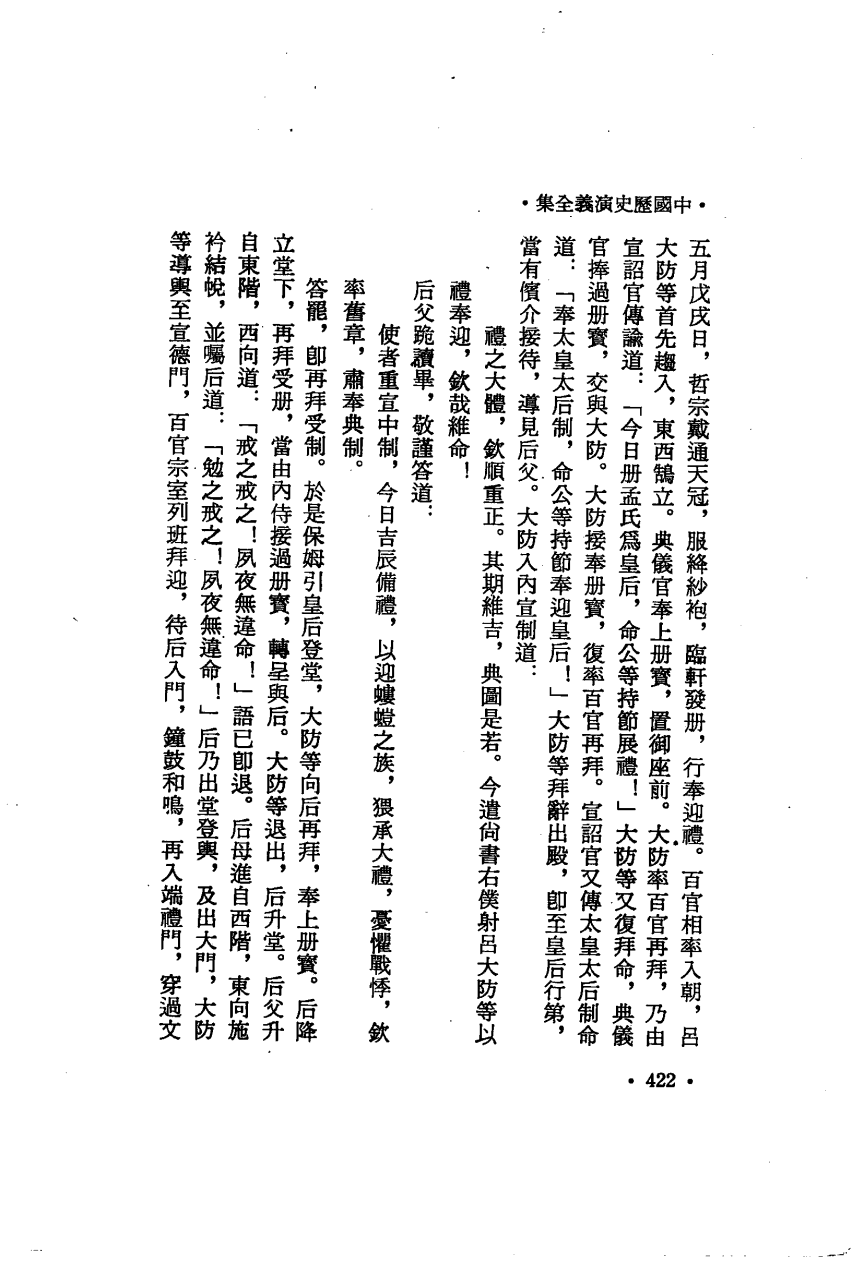 ·中國歷史演義全集·
五月戊戌日，哲宗戴通天冠，服絳紗袍，臨軒發册，行奉迎禮。百官相率入朝，呂
大防等首先趨入，東西鵠立。典儀官奉上册寶，置御座前。大防率百官再拜，乃由
宣詔官傳諭道：「今日册孟氏爲皇后，命公等持節展禮！」大防等又復拜命，典儀
官捧過册寶，交與大防。大防接奉册寶，復率百官再拜。宣詔官又傳太皇太后制命
道：「奉太皇太后制，命公等持節奉迎皇后！」大防等拜辭出殿，卽至皇后行第，
當有儐介接待，導見后父。大防入內宣制道：
禮之大體，欽順重正。其期維吉，典圖是若。今遣尙書右僕射呂大防等以
禮奉迎，欽哉維命！
后父跪讀畢，敬謹答道：
使者重宣中制，今日吉辰備禮，以迎螻螘之族，猥承大禮，憂懼戰悸，欽
率舊章，肅奉典制。
答罷，卽再拜受制。於是保姆引皇后登堂，大防等向后再拜，奉上册寶。后降
立堂下，再拜受册，當由內侍接過册寶，轉呈與后。大防等退出，后升堂。后父升
自東階，西向道：「戒之戒之！夙夜無違命！」語已卽退。后母進自西階，東向施
衿結帨，並囑后道：「勉之戒之！夙夜無違命！」后乃出堂登輿，及出大門，大防
等導輿至宣德門，百官宗室列班拜迎，待后入門，鐘鼓和鳴，再入端禮門，穿過文
·422·